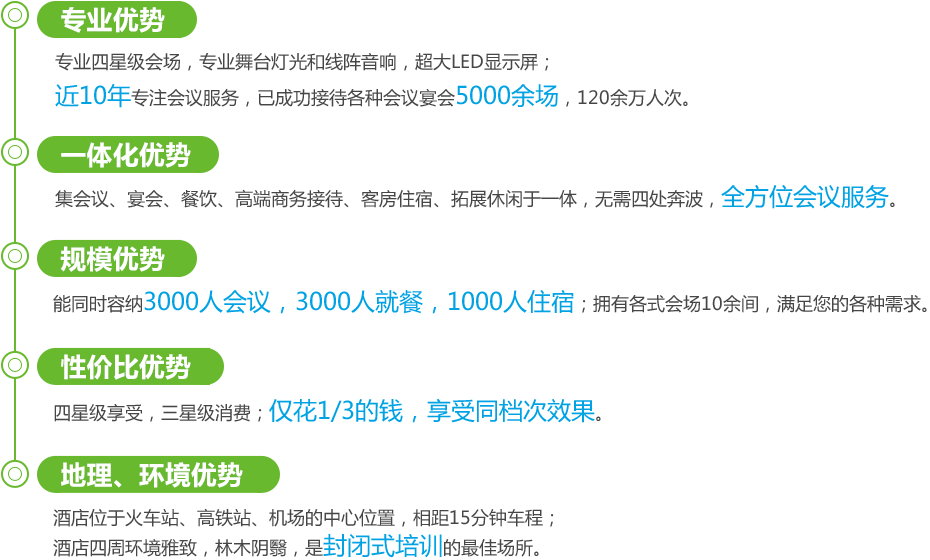 专业优势
专业四星级会场，专业舞台灯光和线阵音响，超大LED显示屏；
近10年专注会议服务，已成功接待各种会议宴会5000余场，120余万人次。
一体化优势
集会议、宴会、餐饮、高端商务接待、客房住宿、拓展休闲于一体，无需四处奔波，全方位会议服务。
规模优势
能同时容纳3000人会议，3000人就餐，1000人住宿；拥有各式会场10余间，满足您的各种需求。
性价比优势
四星级享受，三星级消费；仅花1/3的钱，享受同档次效果。
地理、环境优势
酒店位于火车站、高铁站、机场的中心位置，相距15分钟车程；
酒店四周环境雅致，林木阴翳，是封闭式培训的最佳场所。